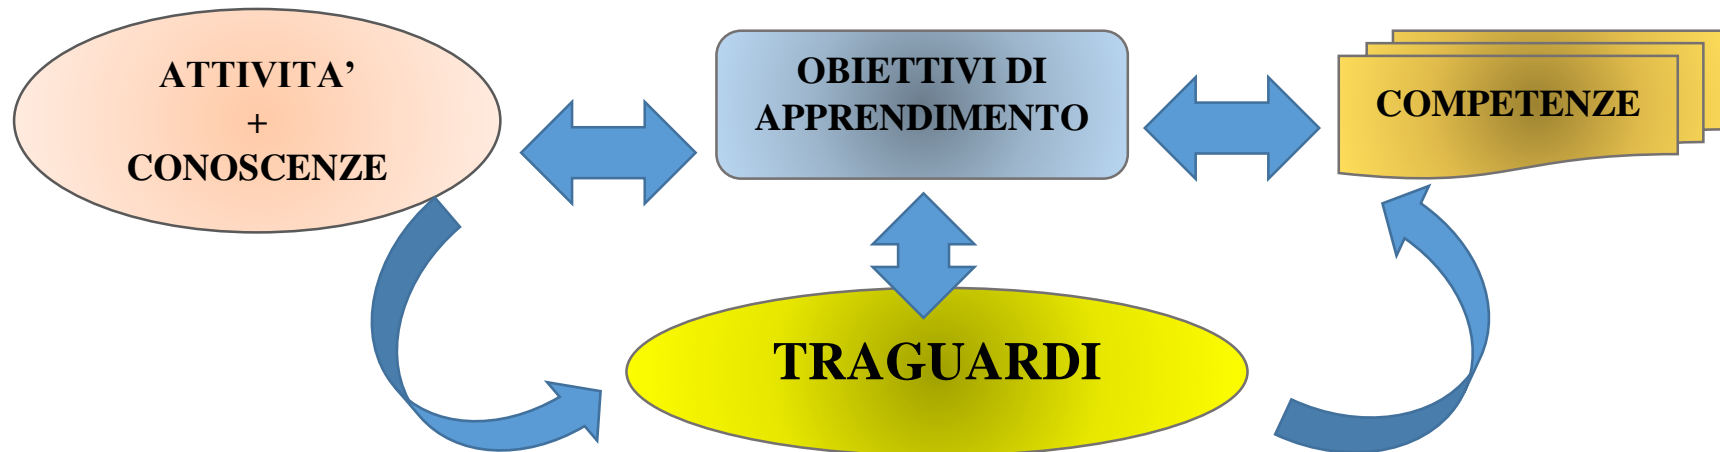 ATTIVITA’
+
CONOSCENZE
OBIETTIVI DI
APPRENDIMENTO
COMPETENZE
TRAGUARDI